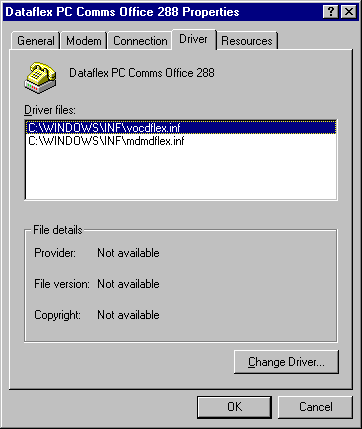 Dataflex PC Comms Office 288 Properties
General Modem Connection Driver Resources
Dataflex PC Comms Office 288
Driver files:
C:\WINDOWS\INF\vocdflex.inf
C:\WINDOWS\INF\mdmdflex.inf
File details
Provider: Not available
File version: Not available
Copyright: Not available
Change Driver...
OK Cancel